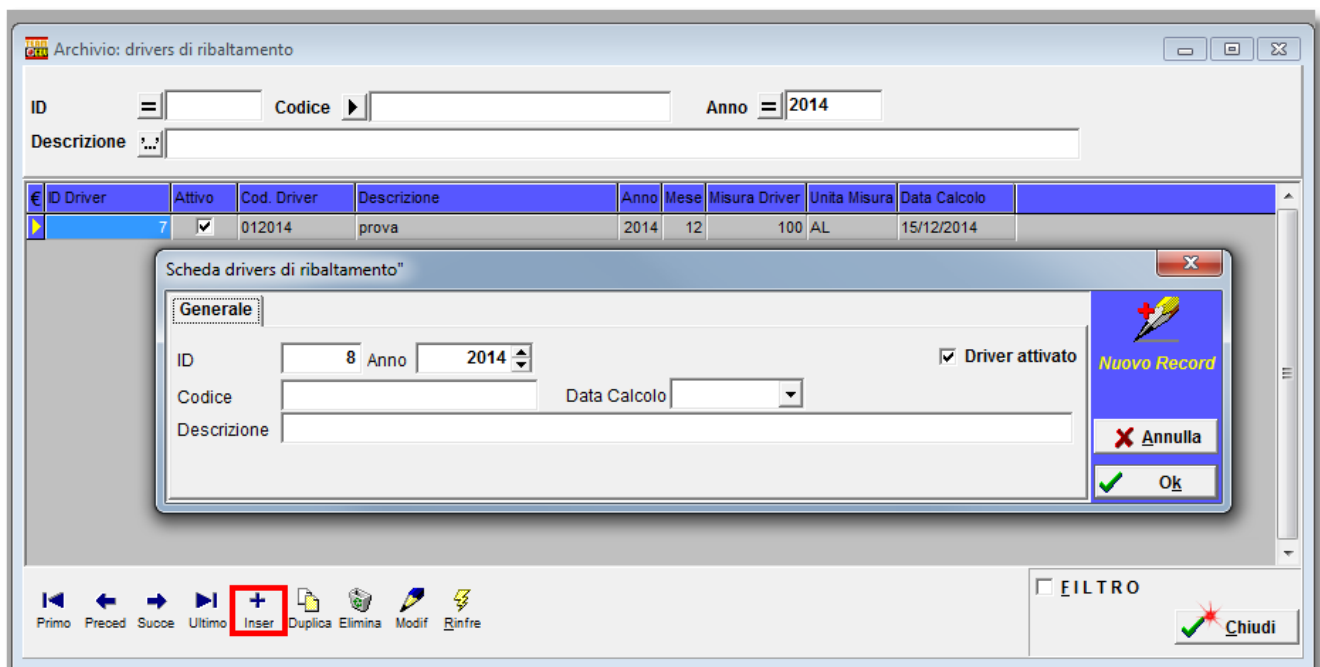 Archivio: drivers di ribaltamento
ID = Codice Anno = 2014
Descrizione '...'
€ ID Driver Attivo Cod. Driver Descrizione Anno Mese Misura Driver Unita Misura Data Calcolo
7 012014 prova 2014 12 100 AL 15/12/2014
Scheda drivers di ribaltamento"
Generale
ID 8 Anno 2014 Driver attivato
Nuovo Record
Codice Data Calcolo
Descrizione
Annulla
Ok
FILTRO
Primo Preced Succe Ultimo Inser Duplica Elimina Modif Rinfre
Chiudi